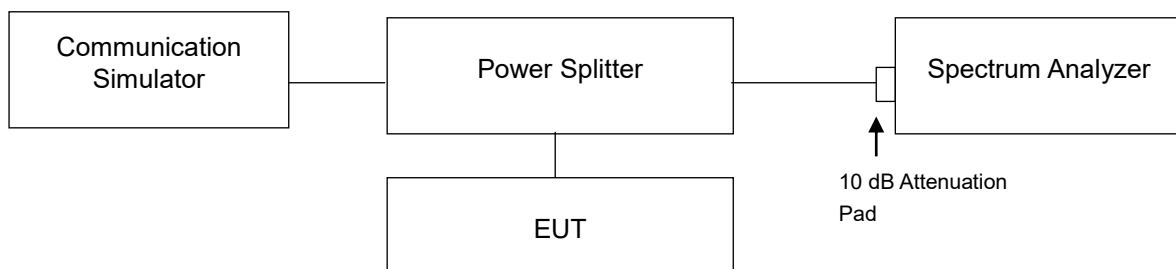 Communication
Simulator
Power Splitter
Spectrum Analyzer
10 dB Attenuation
Pad
EUT